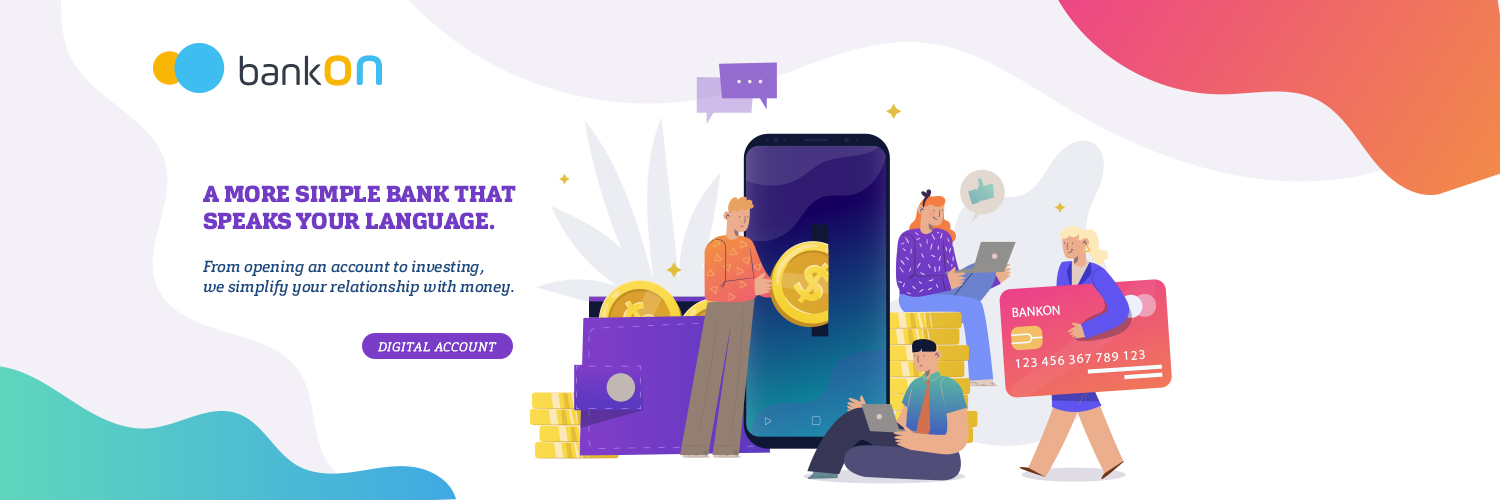 bankON
A MORE SIMPLE BANK THAT
SPEAKS YOUR LANGUAGE.
From opening an account to investing,
we simplify your relationship with money.
DIGITAL ACCOUNT
BANKON
123 456 367 789 123